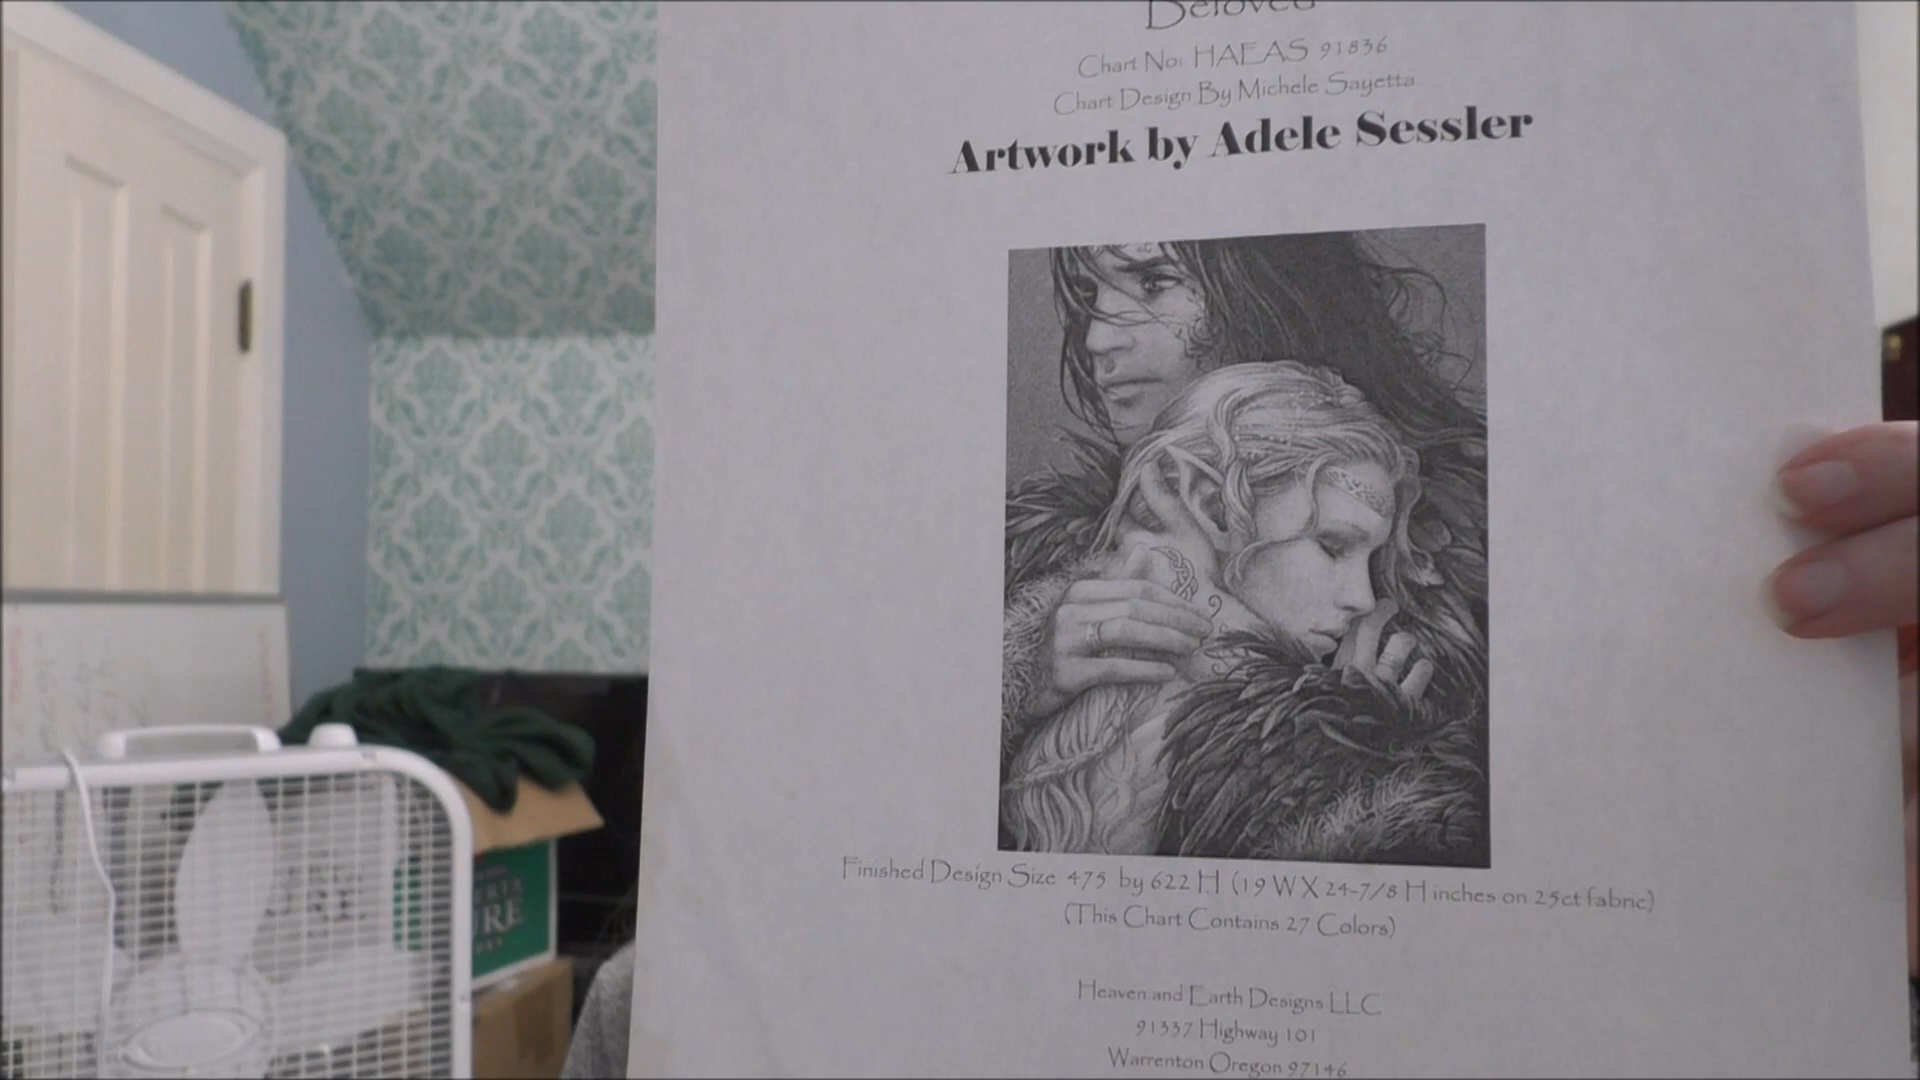 Beloved
Chart No: HAEAS 91836
Chart Design By Michele Sayetta
Artwork by Adele Sessler
Finished Design Size 475 by 622 H (19 W X 24-7/8 H inches on 25ct fabric)
(This Chart Contains 27 Colors)
Heaven and Earth Designs LLC
91337 Highway 101
Warrenton Oregon 97146